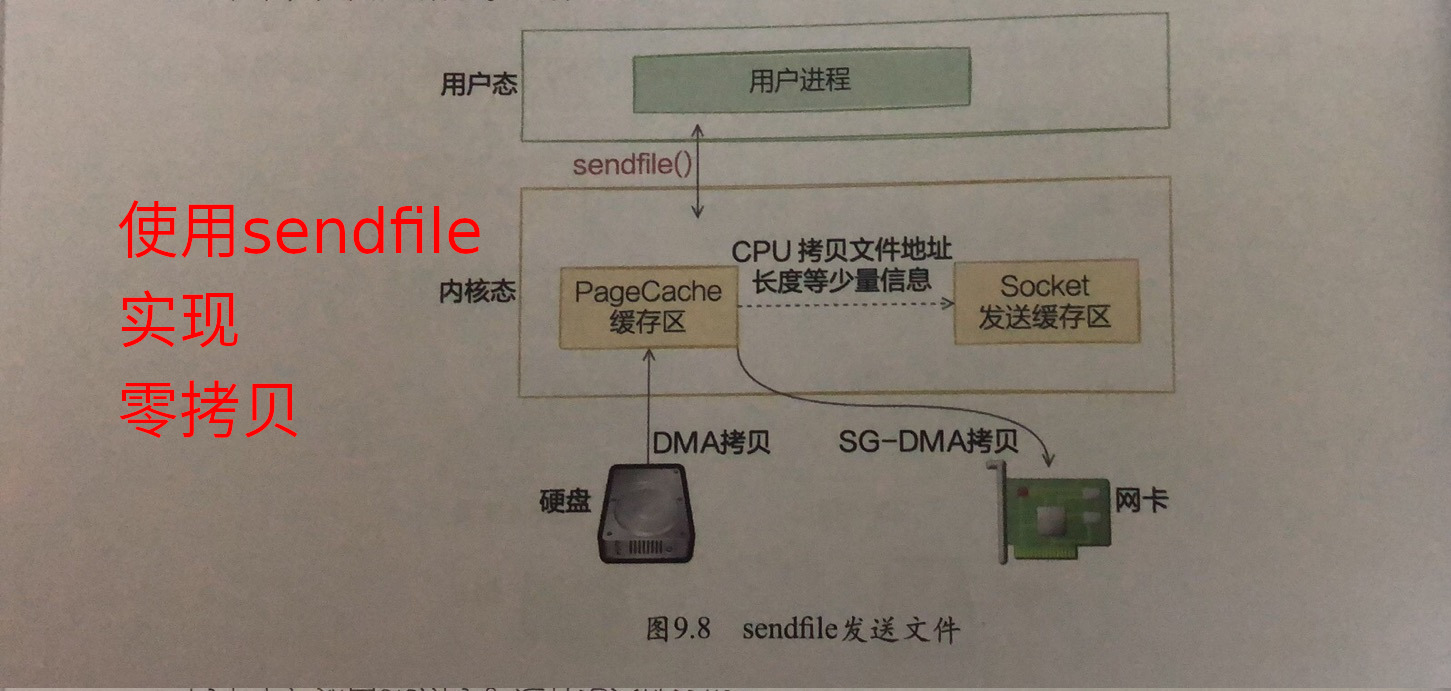 用户态
用户进程
sendfile()
使用sendfile
实现
零拷贝
内核态
CPU 拷贝文件地址
长度等少量信息
PageCache
缓存区
Socket
发送缓存区
DMA拷贝
SG-DMA拷贝
硬盘
网卡
图9.8 sendfile发送文件